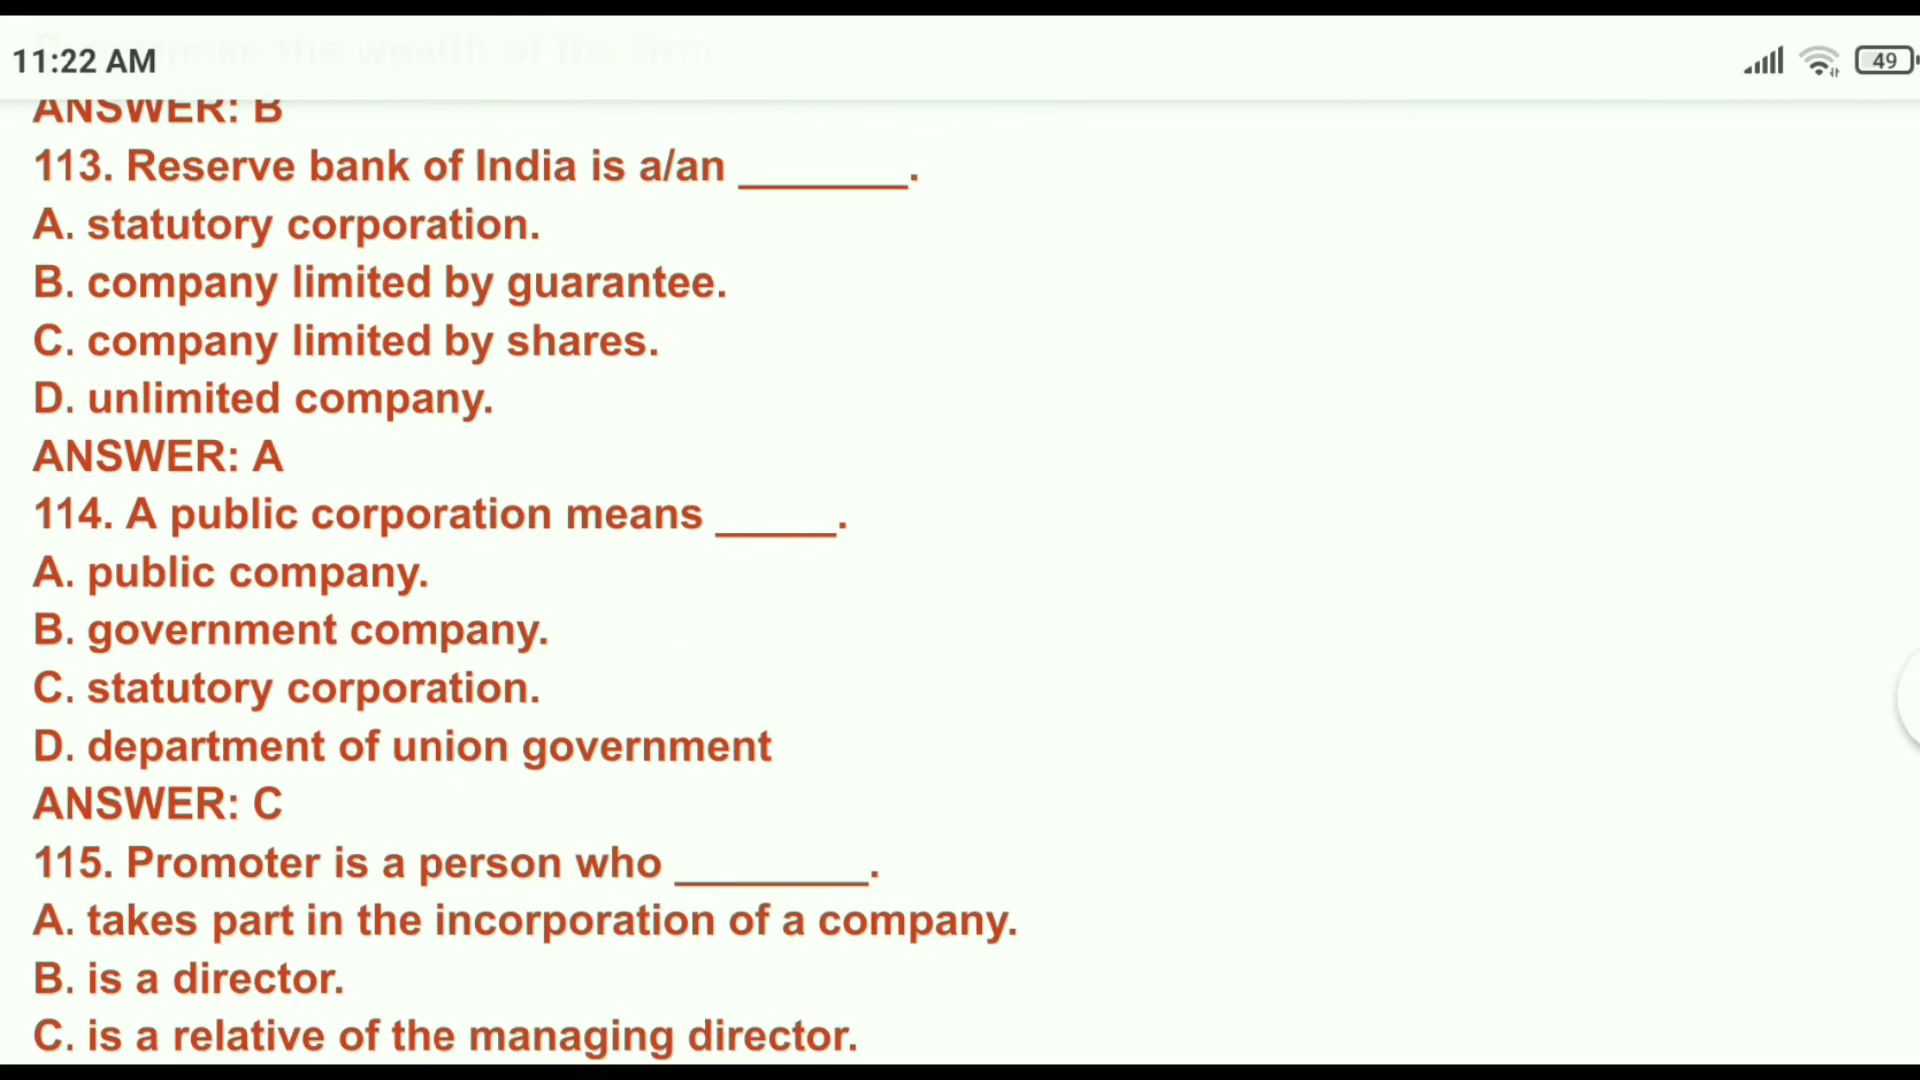 11:22 AM
49
ANSWER: B
113. Reserve bank of India is a/an _______.
A. statutory corporation.
B. company limited by guarantee.
C. company limited by shares.
D. unlimited company.
ANSWER: A
114. A public corporation means _____.
A. public company.
B. government company.
C. statutory corporation.
D. department of union government
ANSWER: C
115. Promoter is a person who ________.
A. takes part in the incorporation of a company.
B. is a director.
C. is a relative of the managing director.